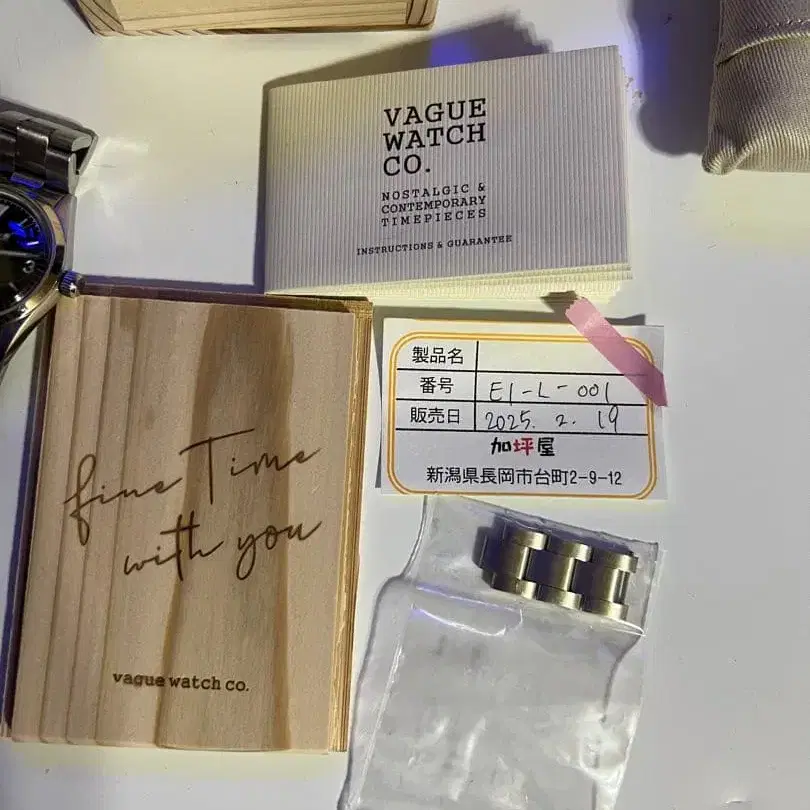 VAGUE
WATCH
CO.
NOSTALGIC &
CONTEMPORARY
TIMEPIECES
INSTRUCTIONS & GUARANTEE
製品名
番号 E1-L-001
販売日 2025. 2. 19
加坪屋
新潟県長岡市台町2-9-12
fine Time
with you
vague watch co.